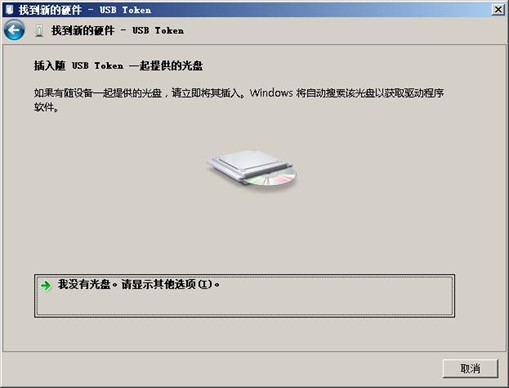 找到新的硬件 - USB Token
找到新的硬件 - USB Token
插入随 USB Token 一起提供的光盘
如果有随设备一起提供的光盘，请立即将其插入。Windows 将自动搜索该光盘以获取驱动程序
软件。
我没有光盘。请显示其他选项(I)。
取消